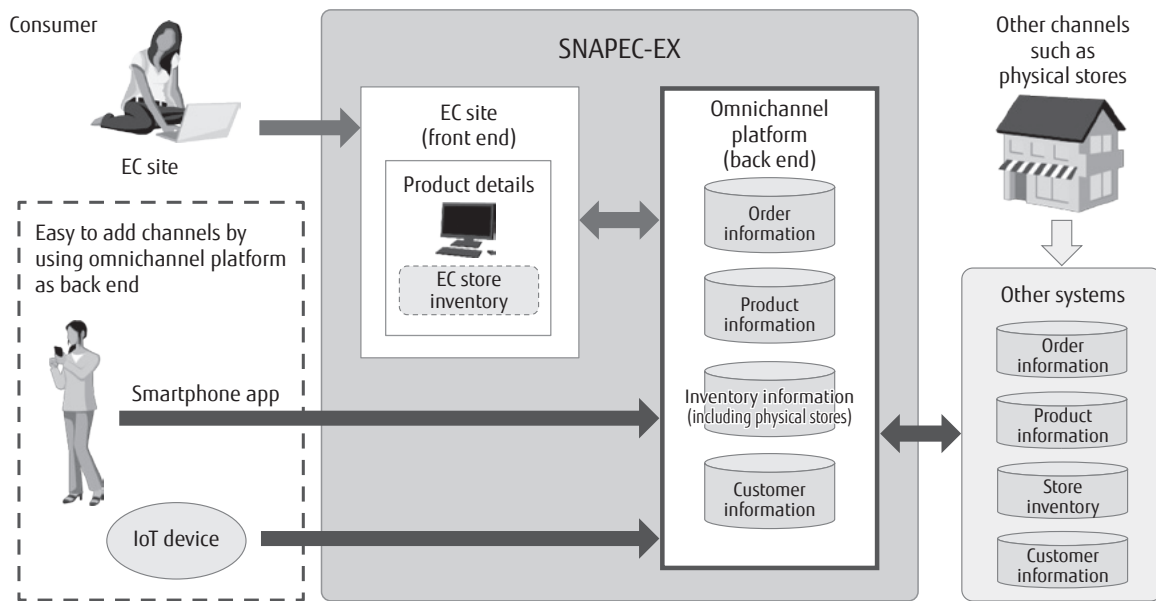 Consumer
EC site
Easy to add channels by
using omnichannel platform
as back end
Smartphone app
IoT device
SNAPEC-EX
EC site
(front end)
Product details
EC store
inventory
Omnichannel
platform
(back end)
Order
information
Product
information
Inventory information
(including physical stores)
Customer
information
Other channels
such as
physical stores
Other systems
Order
information
Product
information
Store
inventory
Customer
information